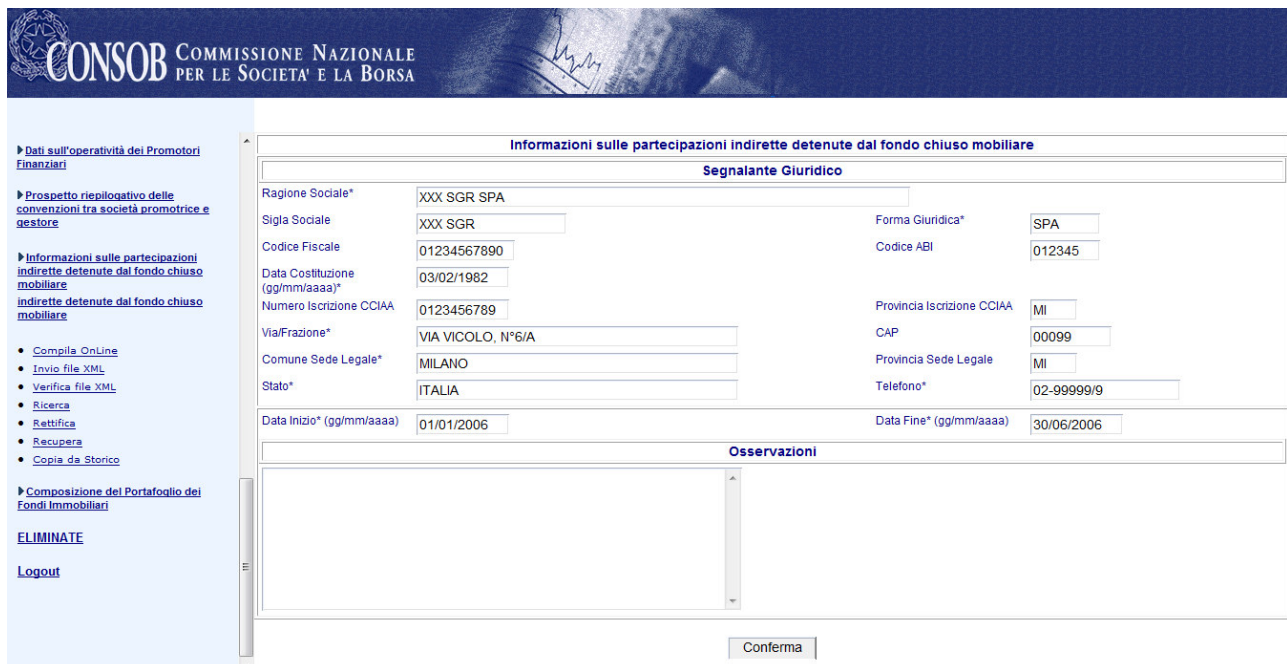 CONSOB COMMISSIONE NAZIONALE
PER LE SOCIETA' E LA BORSA
Dati sull'operatività dei Promotori
Finanziari
Prospetto riepilogativo delle
convenzioni tra società promotrice e
gestore
Informazioni sulle partecipazioni
indirette detenute dal fondo chiuso
mobiliare
indirette detenute dal fondo chiuso
mobiliare
Compila OnLine
Invio file XML
Verifica file XML
Ricerca
Rettifica
Recupera
Copia da Storico
Composizione del Portafoglio dei
Fondi Immobiliari
ELIMINATE
Logout
Informazioni sulle partecipazioni indirette detenute dal fondo chiuso mobiliare
Segnalante Giuridico
Ragione Sociale* XXX SGR SPA
Sigla Sociale XXX SGR Forma Giuridica* SPA
Codice Fiscale 01234567890 Codice ABI 012345
Data Costituzione
(gg/mm/aaaa)* 03/02/1982
Numero Iscrizione CCIAA 0123456789 Provincia Iscrizione CCIAA MI
Via/Frazione* VIA VICOLO, N°6/A CAP 00099
Comune Sede Legale* MILANO Provincia Sede Legale MI
Stato* ITALIA Telefono* 02-99999/9
Data Inizio* (gg/mm/aaaa) 01/01/2006 Data Fine* (gg/mm/aaaa) 30/06/2006
Osservazioni
Conferma